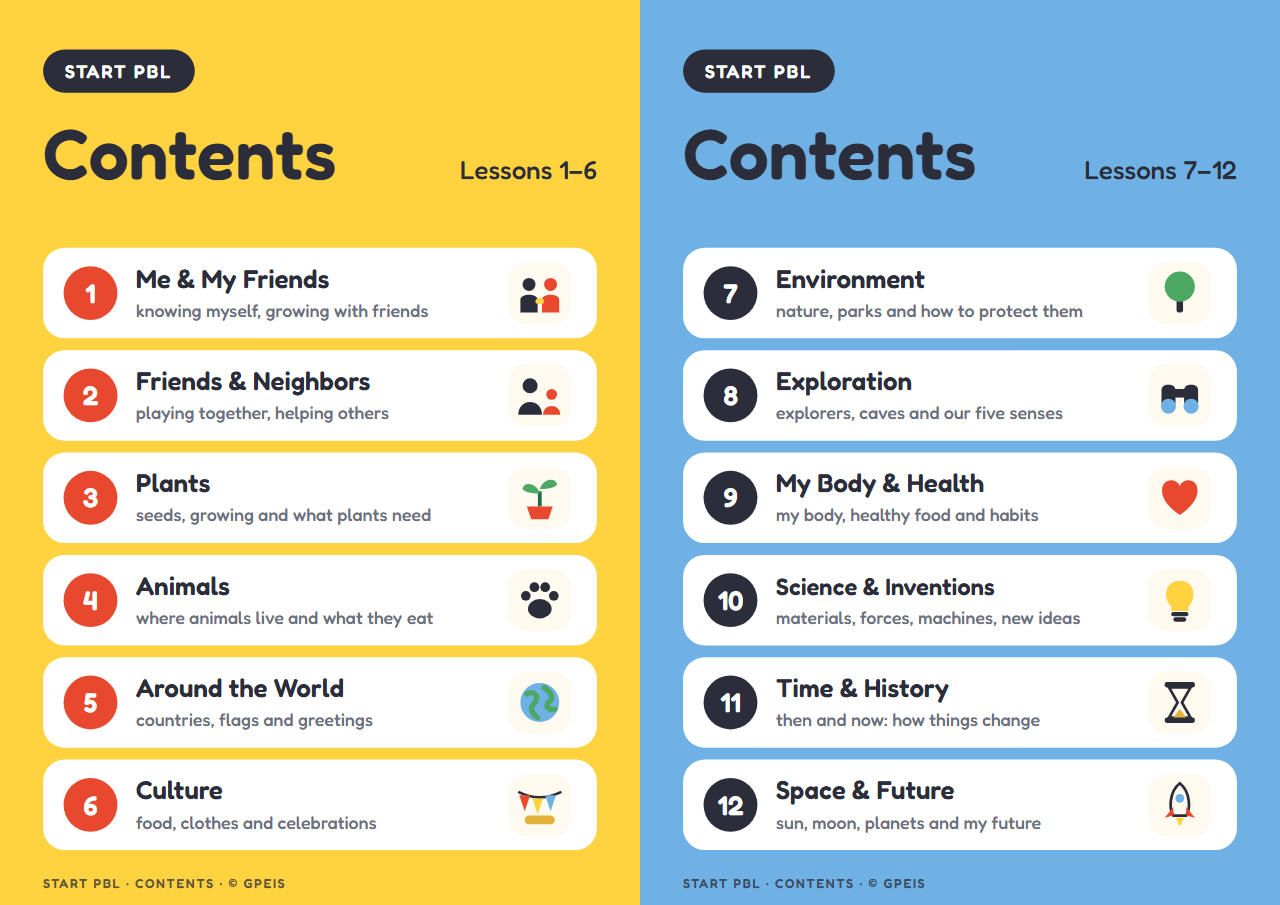 START PBL
Contents
Lessons 1–6
1
Me & My Friends
knowing myself, growing with friends
2
Friends & Neighbors
playing together, helping others
3
Plants
seeds, growing and what plants need
4
Animals
where animals live and what they eat
5
Around the World
countries, flags and greetings
6
Culture
food, clothes and celebrations
START PBL · CONTENTS · © GPEIS
START PBL
Contents
Lessons 7–12
7
Environment
nature, parks and how to protect them
8
Exploration
explorers, caves and our five senses
9
My Body & Health
my body, healthy food and habits
10
Science & Inventions
materials, forces, machines, new ideas
11
Time & History
then and now: how things change
12
Space & Future
sun, moon, planets and my future
START PBL · CONTENTS · © GPEIS